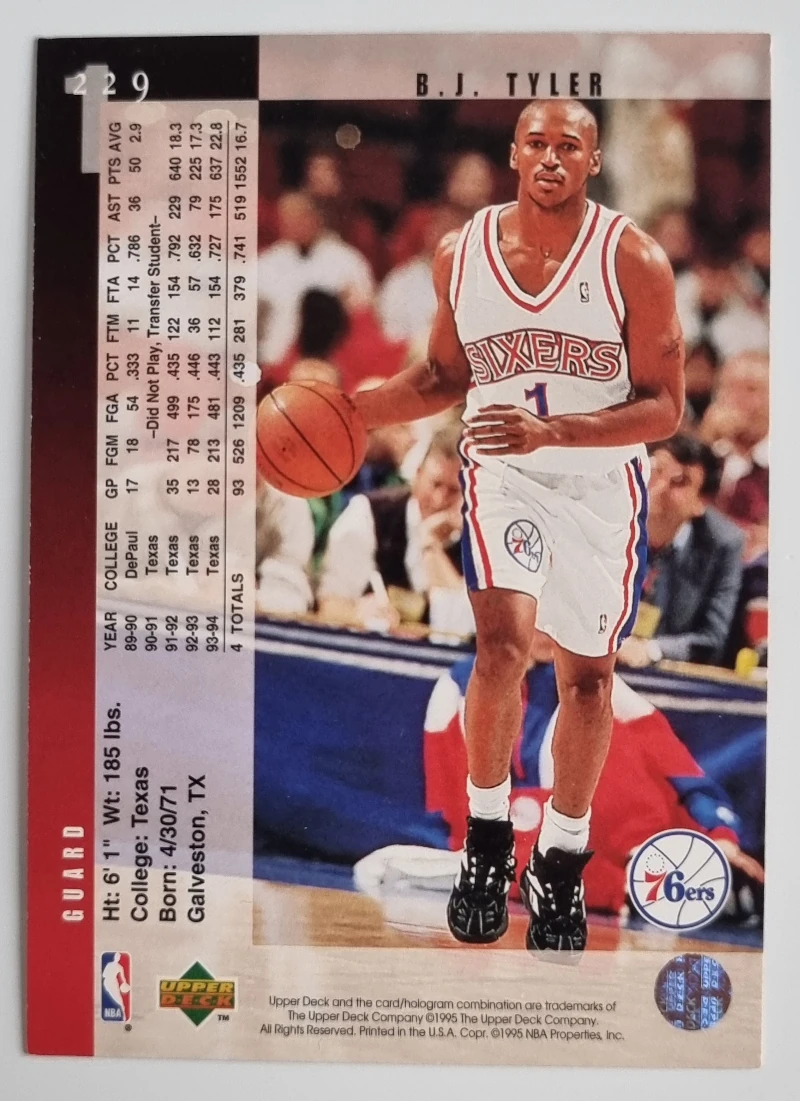 229
B.J. TYLER
GUARD
Ht: 6' 1" Wt: 185 lbs.
College: Texas
Born: 4/30/71
Galveston, TX
YEAR COLLEGE GP FGM FGA PCT FTM FTA PCT AST PTS AVG
89-90 DePaul 17 18 54 .333 11 14 .786 36 50 2.9
90-91 Texas –Did Not Play, Transfer Student–
91-92 Texas 35 217 499 .435 122 154 .792 229 640 18.3
92-93 Texas 13 78 175 .446 36 57 .632 79 225 17.3
93-94 Texas 28 213 481 .443 112 154 .727 175 637 22.8
4 TOTALS 93 526 1209 .435 281 379 .741 519 1552 16.7
SIXERS
1
76ers
76ers
NBA
®
UPPER
DECK
TM
Upper Deck and the card/hologram combination are trademarks of
The Upper Deck Company ©1995 The Upper Deck Company.
All Rights Reserved. Printed in the U.S.A. Copr. ©1995 NBA Properties, Inc.